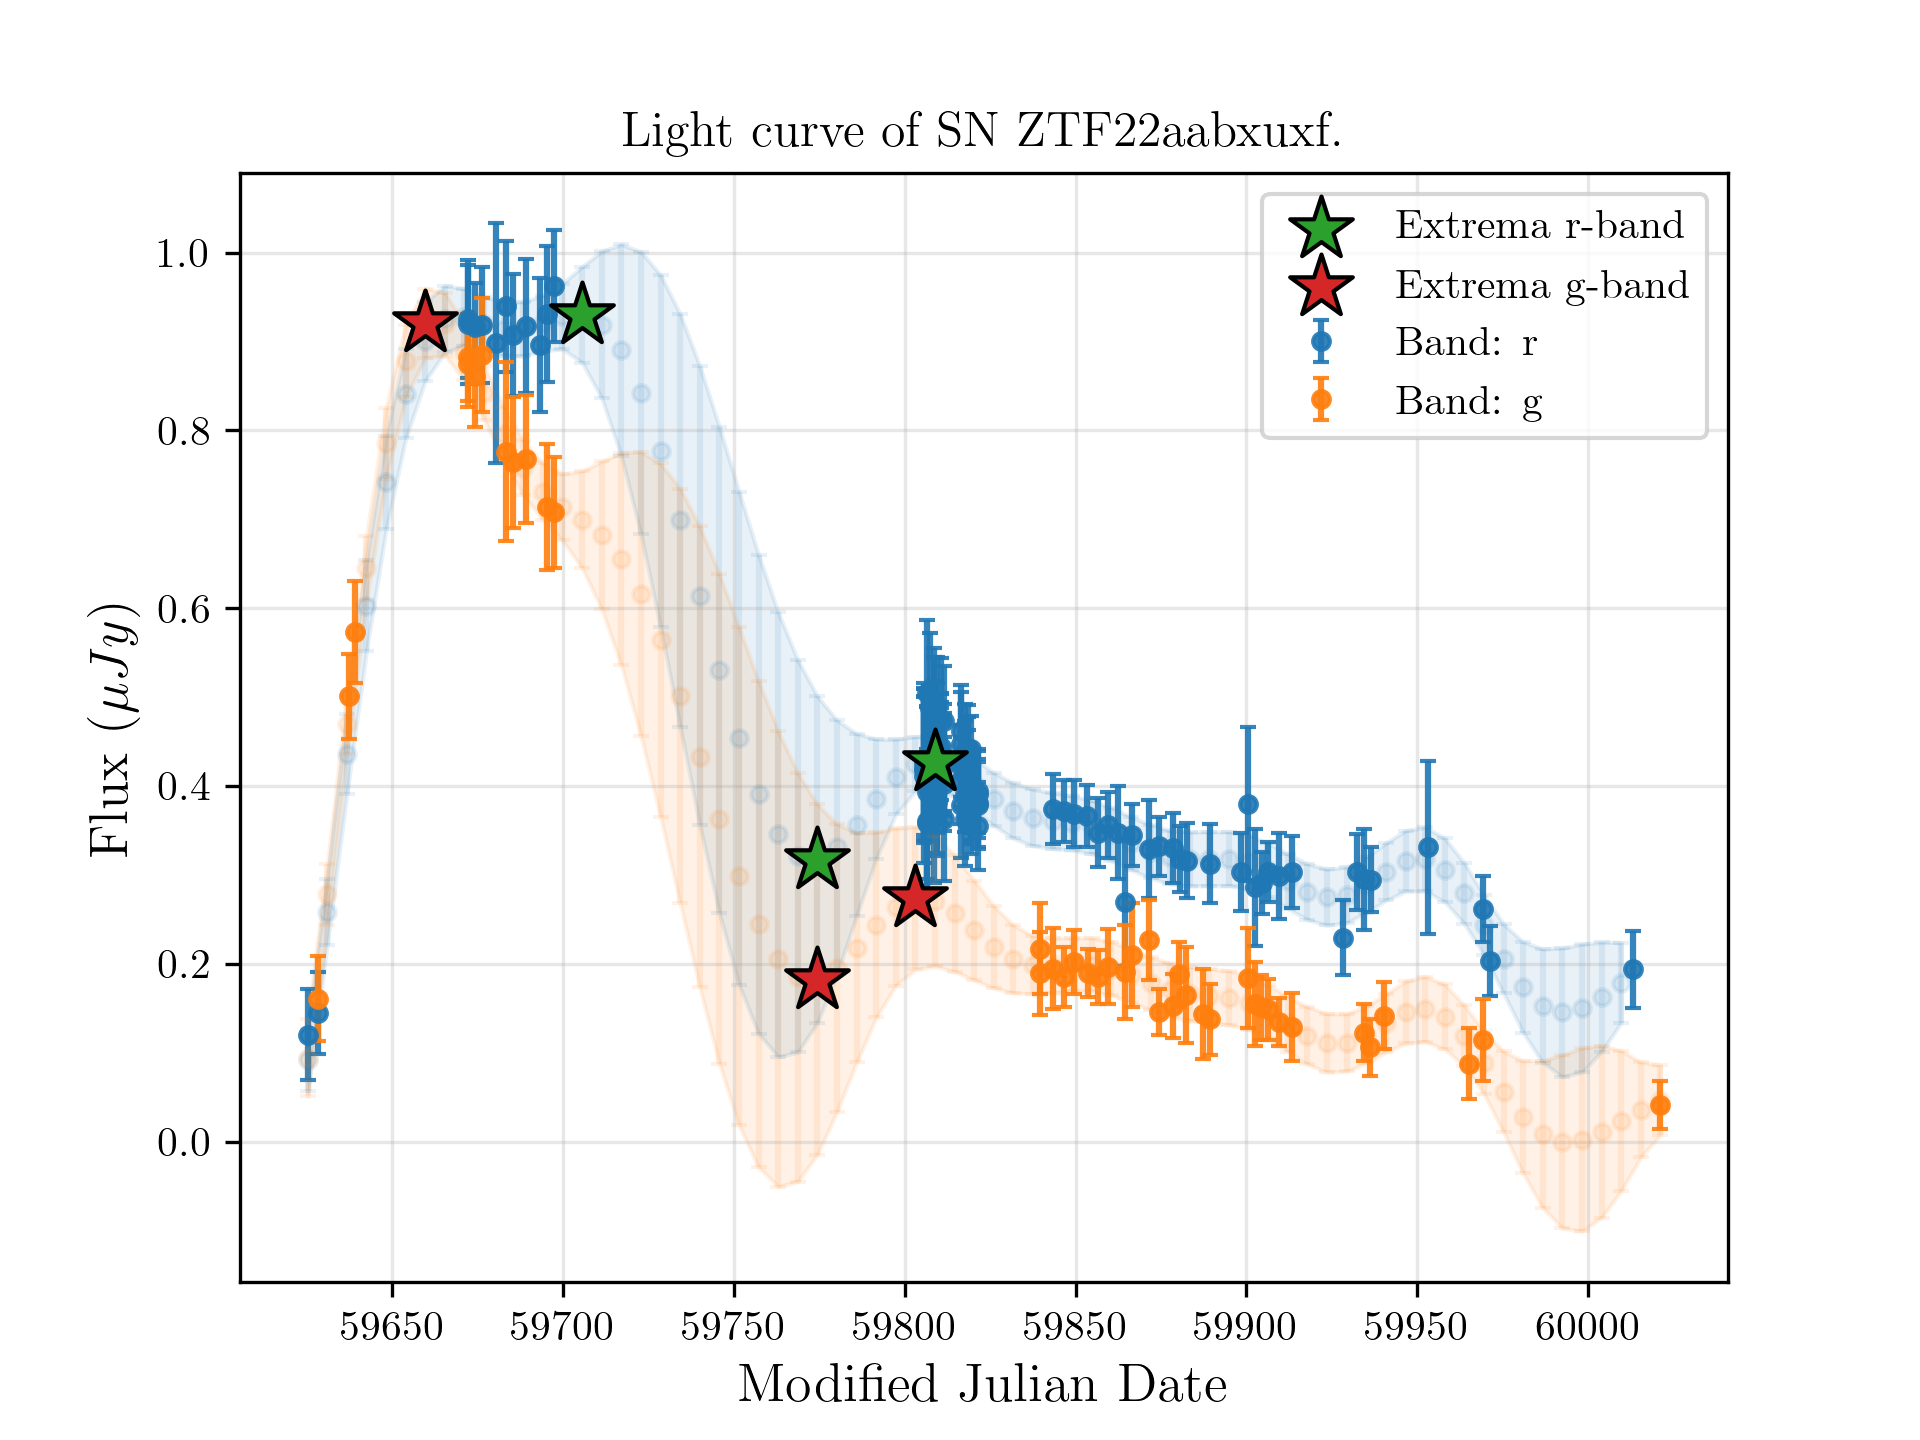 Light curve of SN ZTF22aabxuxf.
Extrema r-band
Extrema g-band
Band: r
Band: g
Flux (μJy)
1.0
0.8
0.6
0.4
0.2
0.0
59650 59700 59750 59800 59850 59900 59950 60000
Modified Julian Date